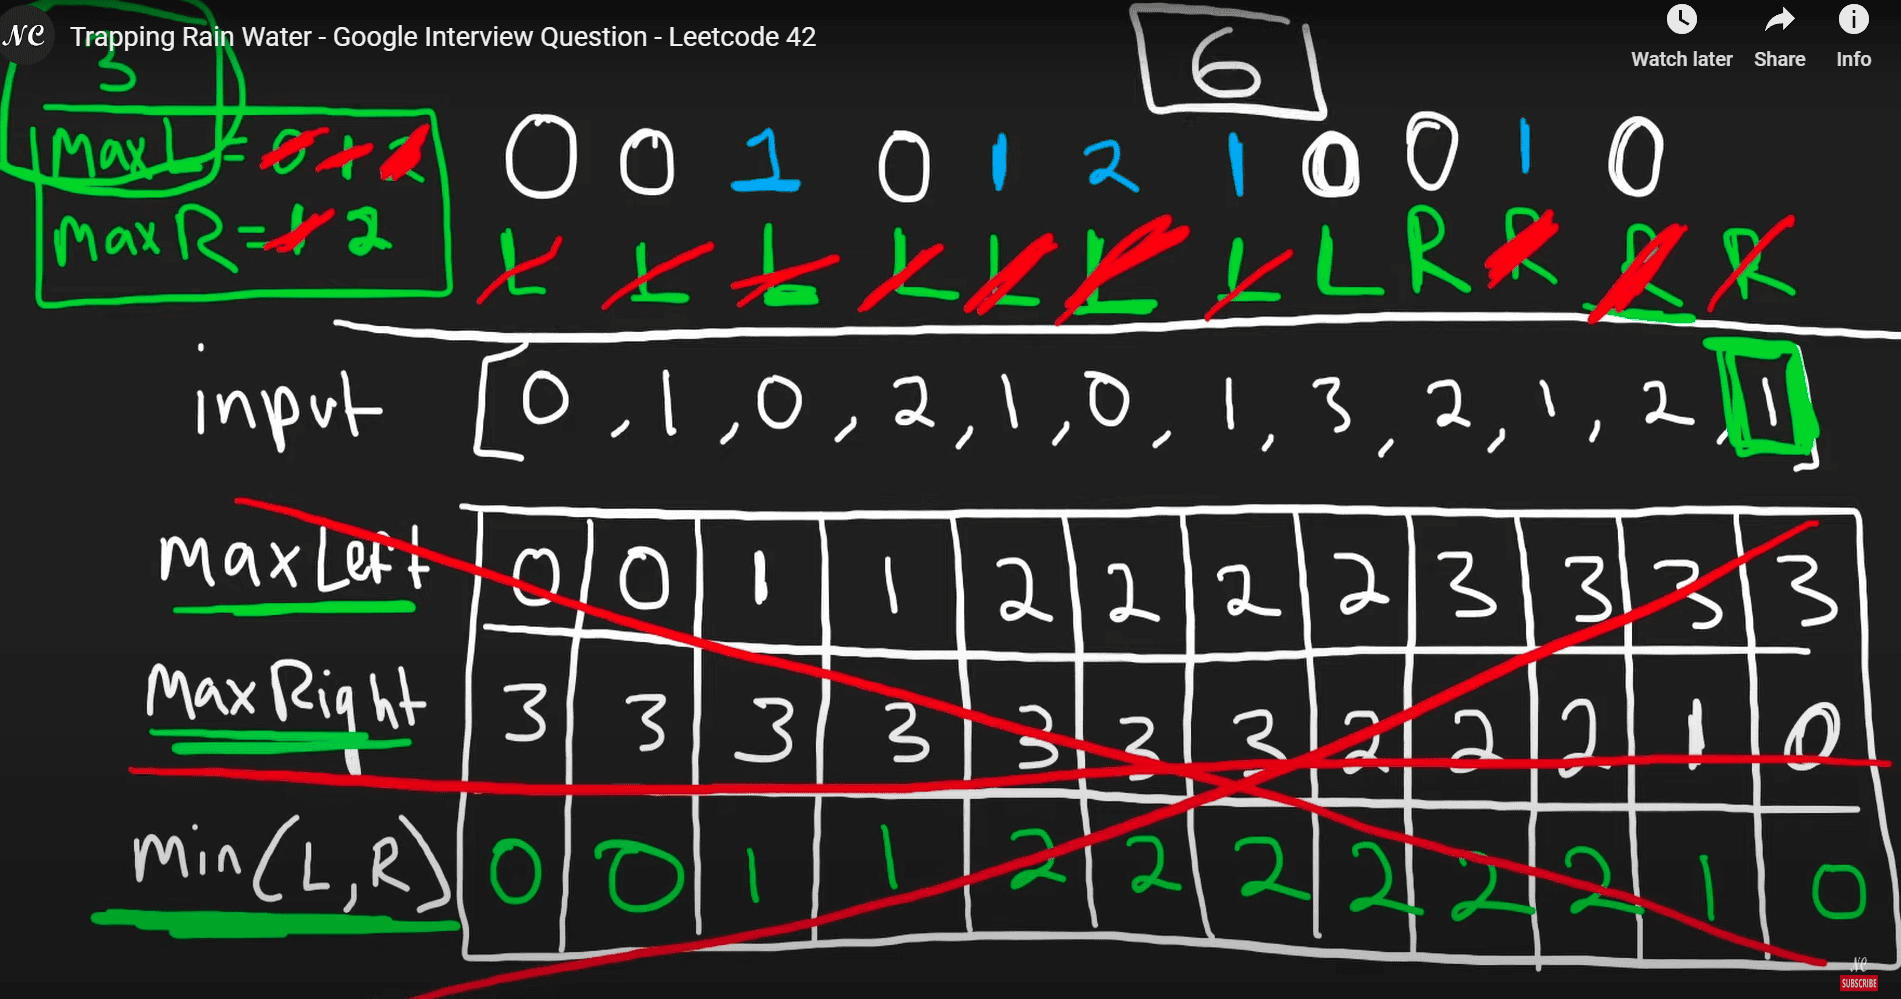 NC Trapping Rain Water - Google Interview Question - Leetcode 42
Watch later Share Info
3
6
maxL = 0 1 2
maxR = 1 2
0 0 1 0 1 2 1 0 0 1 0
L L L L L L L L R R R R
input [0, 1, 0, 2, 1, 0, 1, 3, 2, 1, 2, 1]
maxLeft 0 0 1 1 2 2 2 2 3 3 3 3
MaxRight 3 3 3 3 3 3 3 2 2 2 1 0
Min(L,R) 0 0 1 1 2 2 2 2 2 2 1 0
NC
SUBSCRIBE